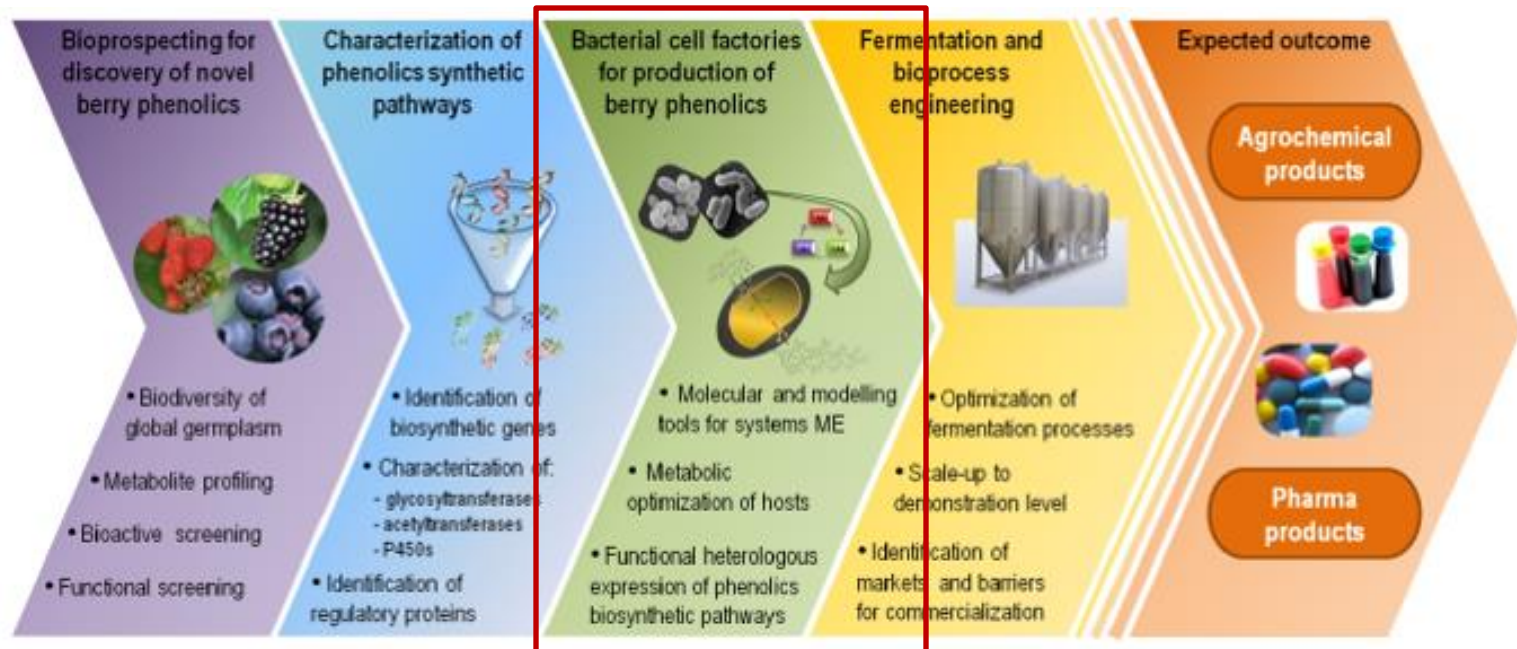 Bioprospecting for
discovery of novel
berry phenolics
• Biodiversity of
global germplasm
• Metabolite profiling
• Bioactive screening
• Functional screening
Characterization of
phenolics synthetic
pathways
• Identification of
biosynthetic genes
• Characterization of:
- glycosyltransferases
- acetyltransferases
- P450s
• Identification of
regulatory proteins
Bacterial cell factories
for production of
berry phenolics
• Molecular and modelling
tools for systems ME
• Metabolic
optimization of hosts
• Functional heterologous
expression of phenolics
biosynthetic pathways
Fermentation and
bioprocess
engineering
• Optimization of
fermentation processes
• Scale-up to
demonstration level
• Identification of
markets and barriers
for commercialization
Expected outcome
Agrochemical
products
Pharma
products